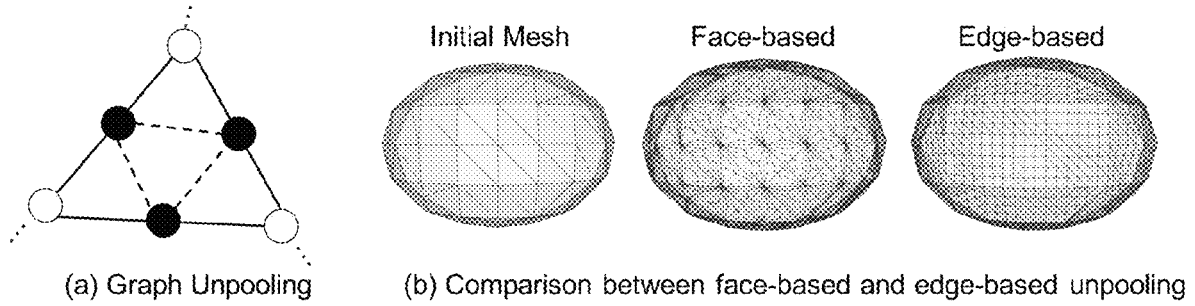 Initial Mesh
Face-based
Edge-based
(a) Graph Unpooling
(b) Comparison between face-based and edge-based unpooling